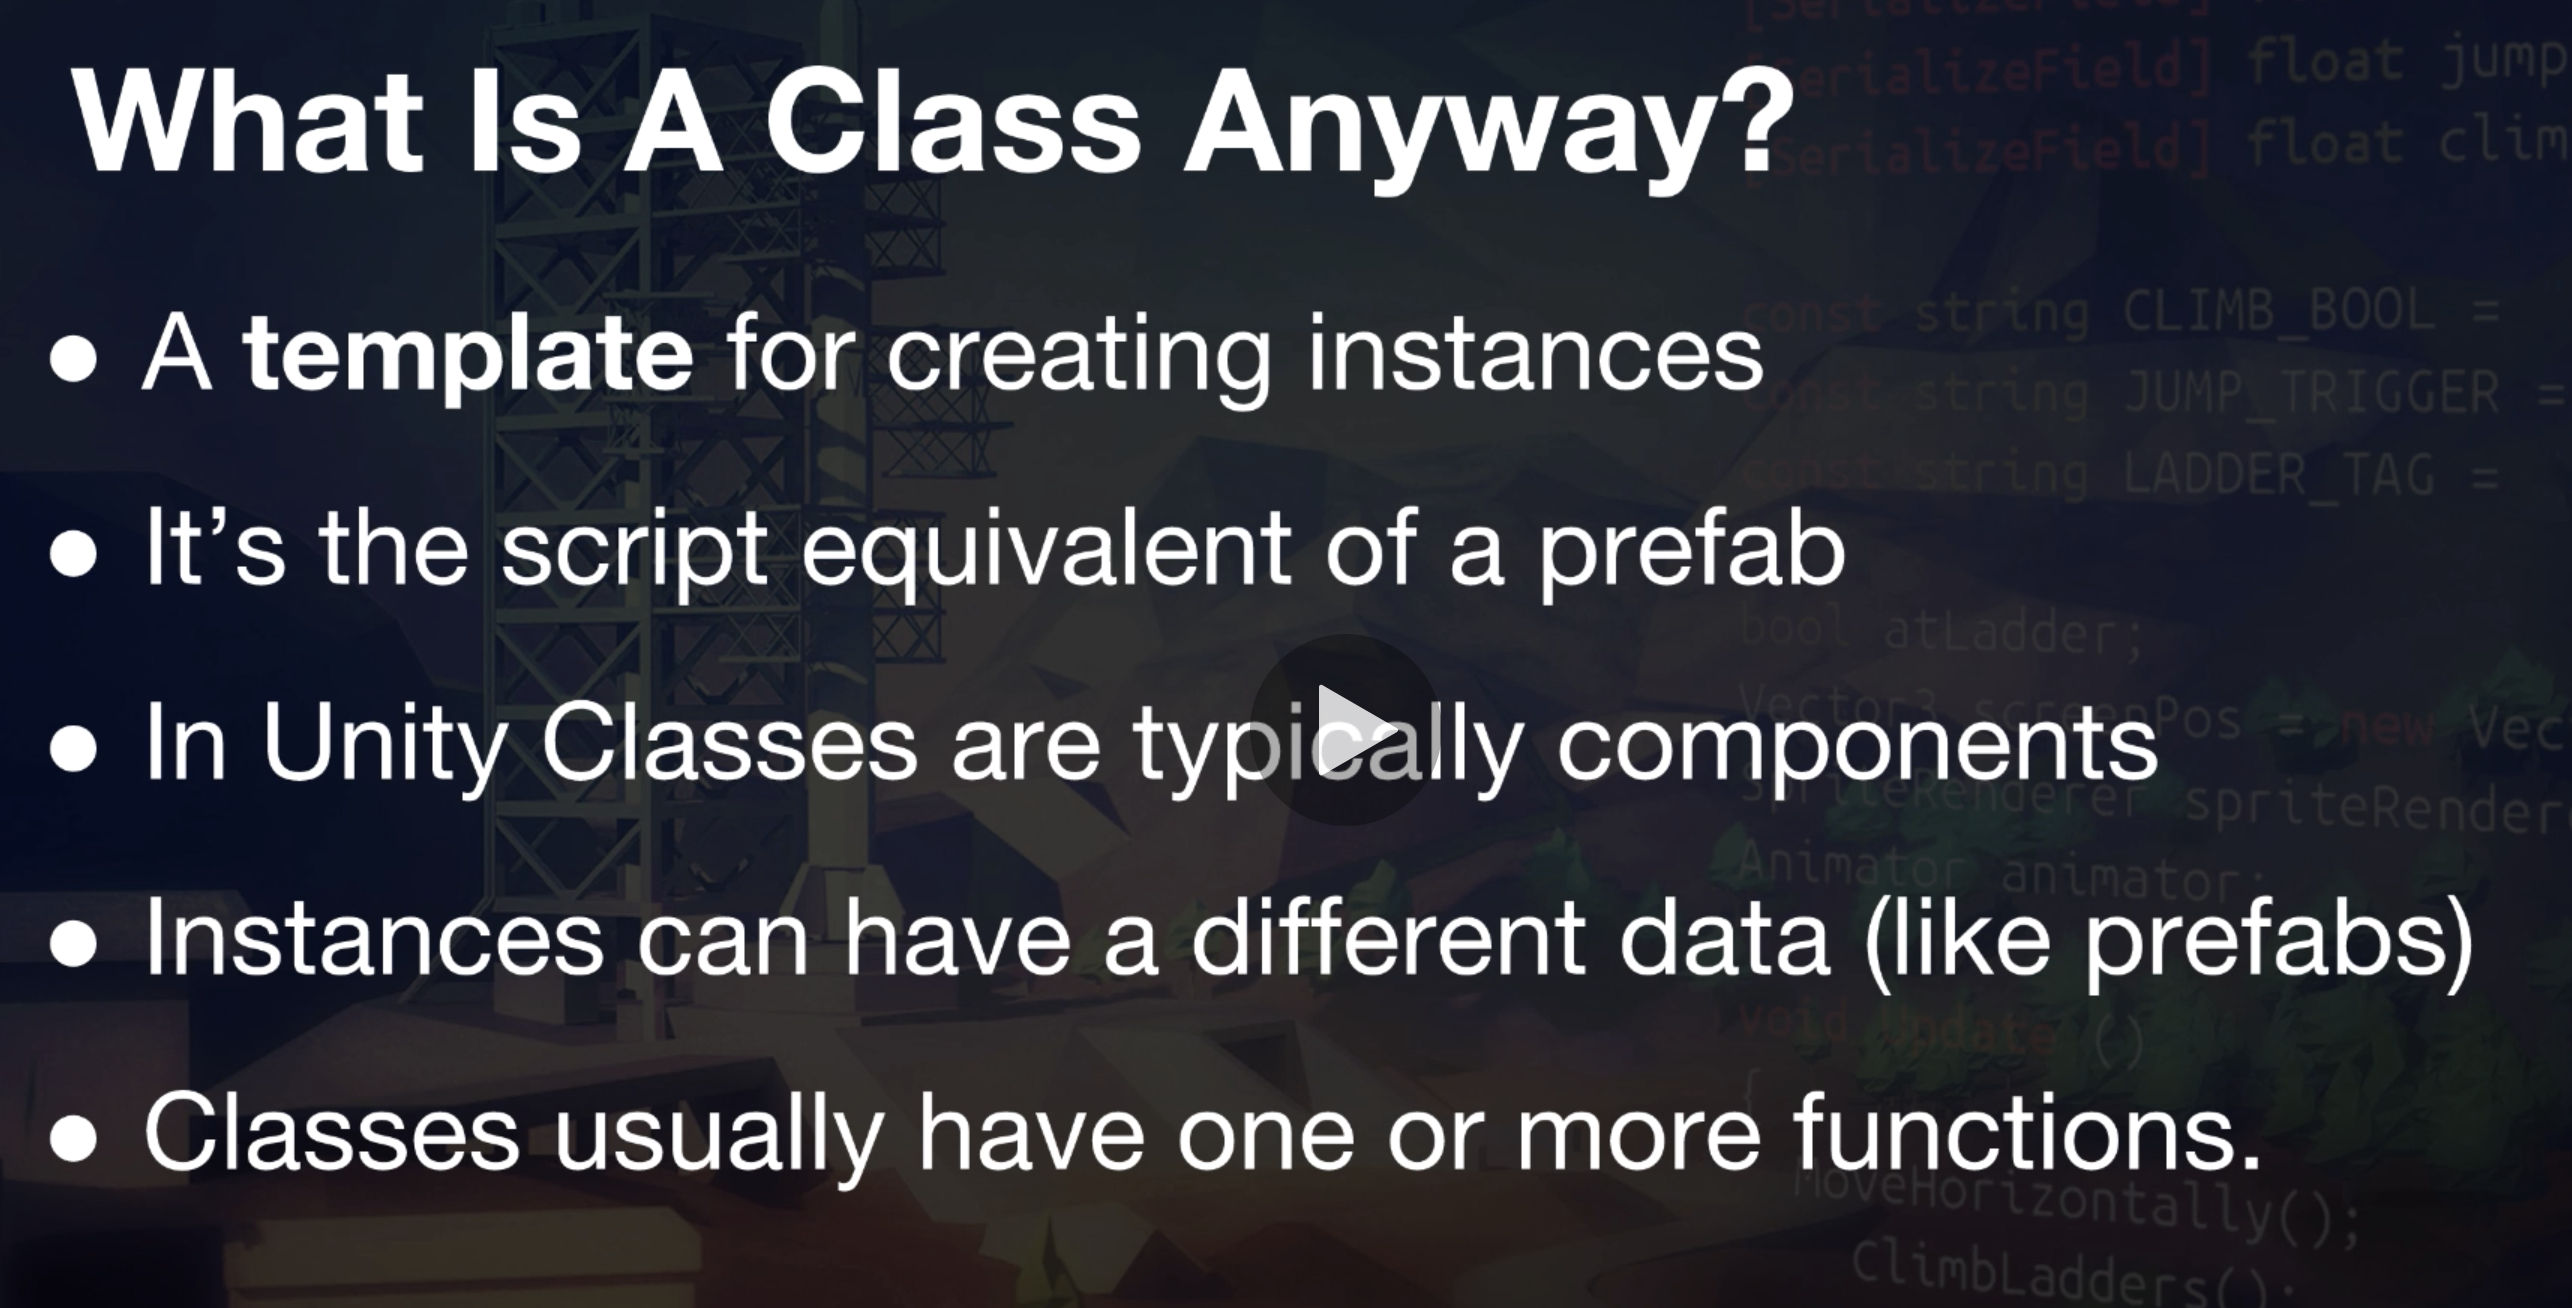 What Is A Class Anyway?
• A template for creating instances
• It’s the script equivalent of a prefab
• In Unity Classes are typically components
• Instances can have a different data (like prefabs)
• Classes usually have one or more functions.
[SerializeField]
[SerializeField] float jump
[SerializeField] float clim
const string CLIMB_BOOL =
const string JUMP_TRIGGER =
const string LADDER_TAG =
bool atLadder;
Vector3 screenPos = new Vec
SpriteRenderer spriteRender
Animator animator;
void Update ()
{
MoveHorizontally();
ClimbLadders();